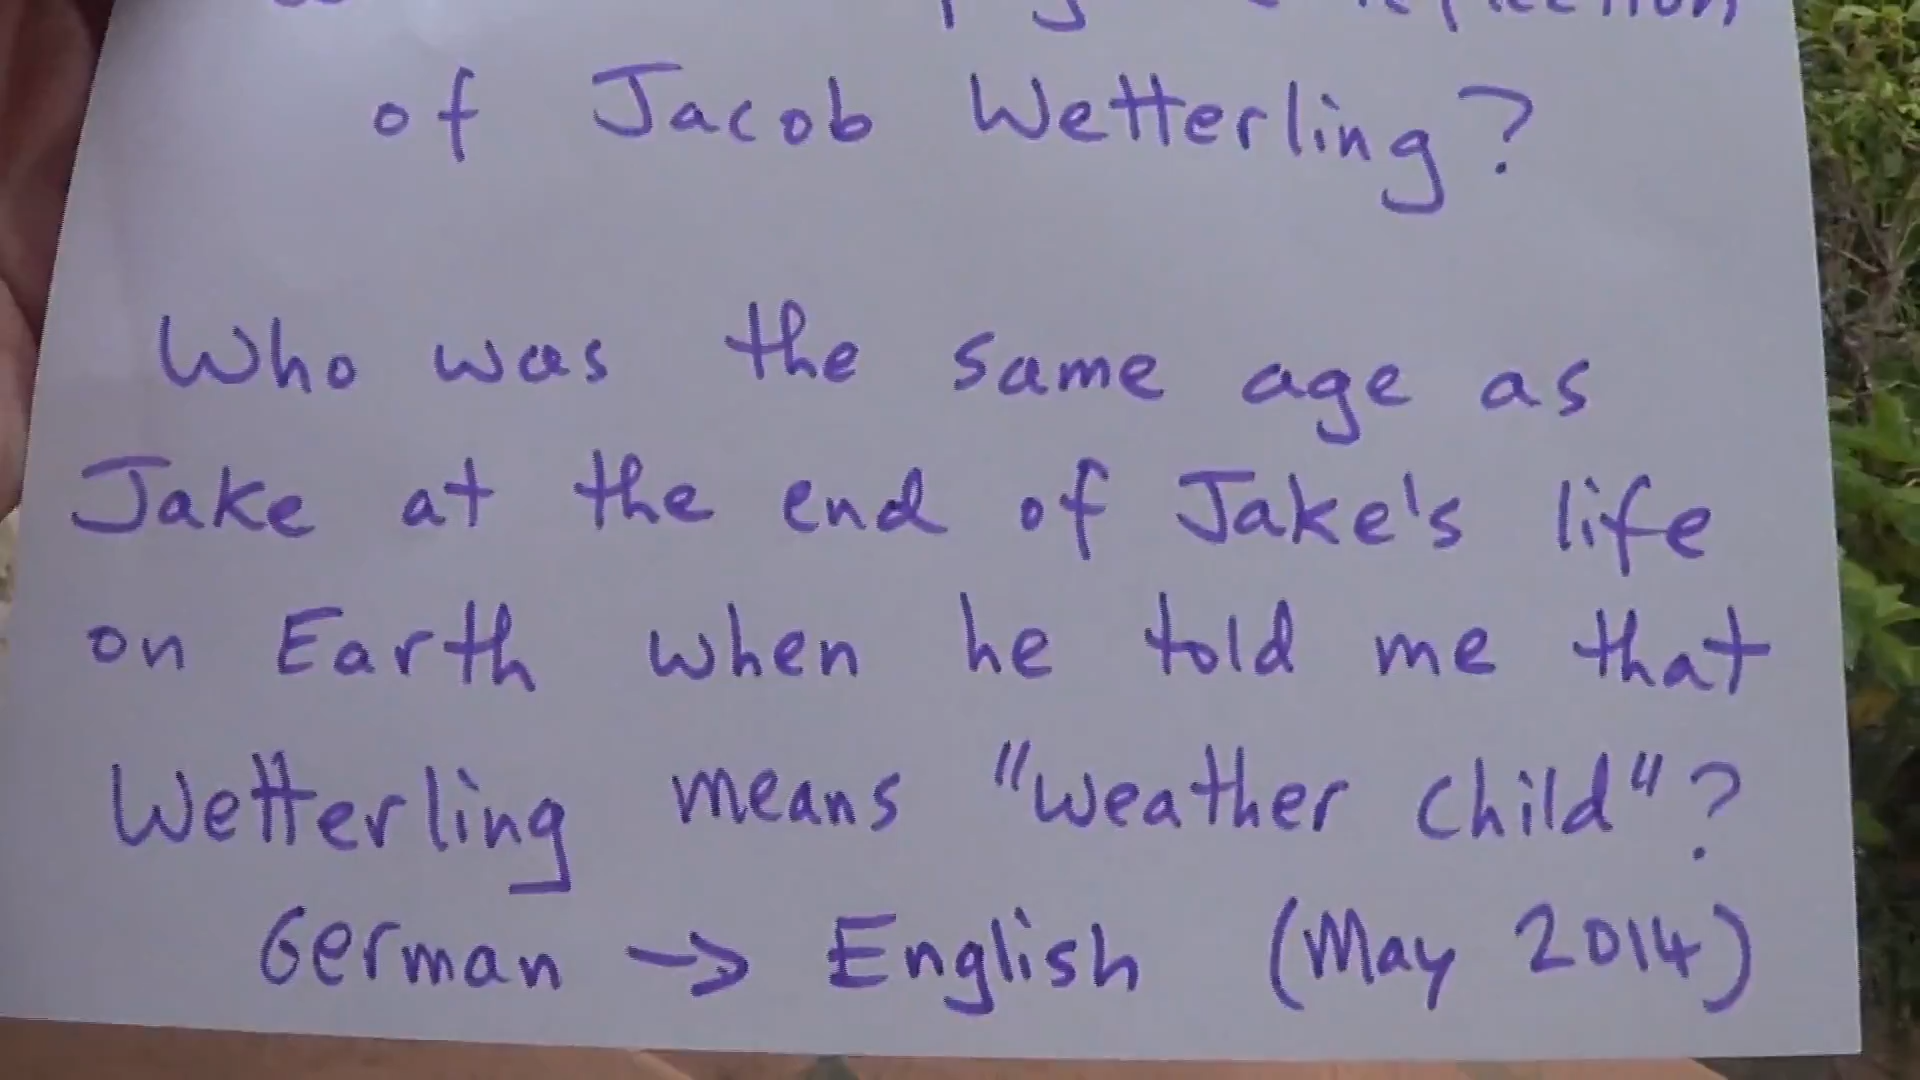 reflection
of Jacob Wetterling?
Who was the same age as
Jake at the end of Jake's life
on Earth when he told me that
Wetterling means "weather child"?
German → English (May 2014)